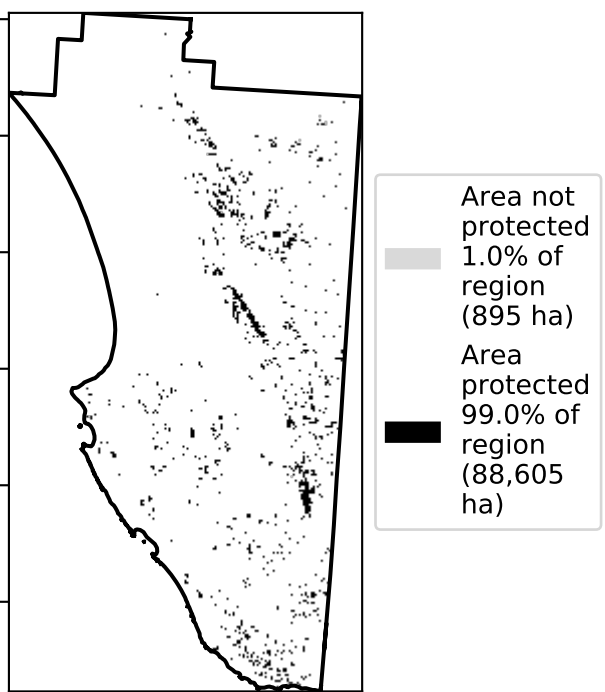 Area not
protected
1.0% of
region
(895 ha)
Area
protected
99.0% of
region
(88,605
ha)